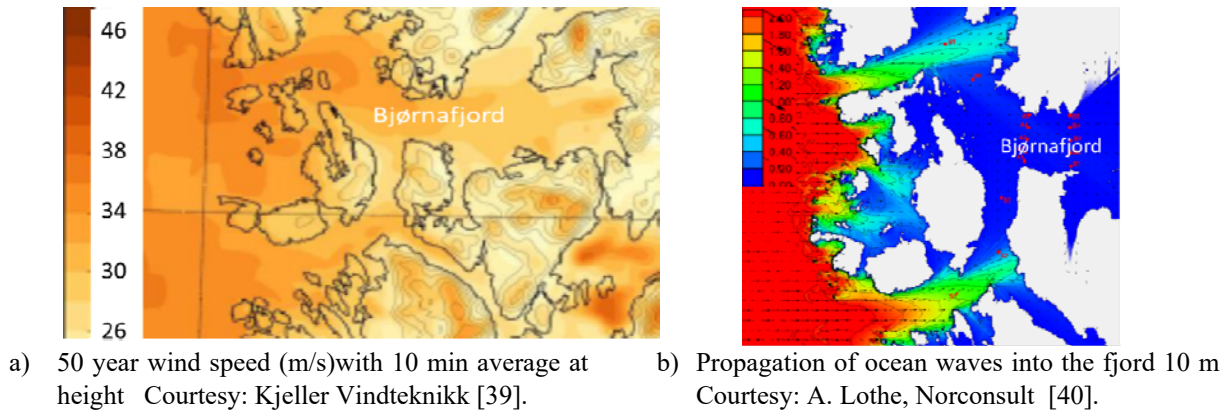 46
42
38
34
30
26
Bjørnafjord
Bjørnafjord
a) 50 year wind speed (m/s)with 10 min average at
height Courtesy: Kjeller Vindteknikk [39].
b) Propagation of ocean waves into the fjord 10 m
Courtesy: A. Lothe, Norconsult [40].